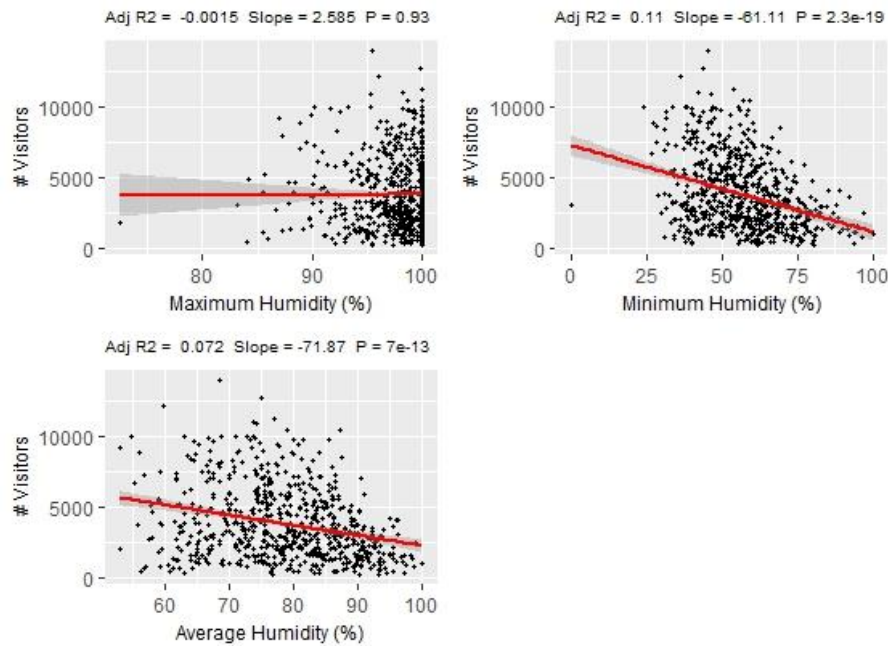 Adj R2 =  -0.0015  Slope = 2.585  P = 0.93
10000
5000
0
# Visitors
80
90
100
Maximum Humidity (%)
Adj R2 =  0.11  Slope = -61.11  P = 2.3e-19
10000
5000
0
# Visitors
0
25
50
75
100
Minimum Humidity (%)
Adj R2 =  0.072  Slope = -71.87  P = 7e-13
10000
5000
0
# Visitors
60
70
80
90
100
Average Humidity (%)